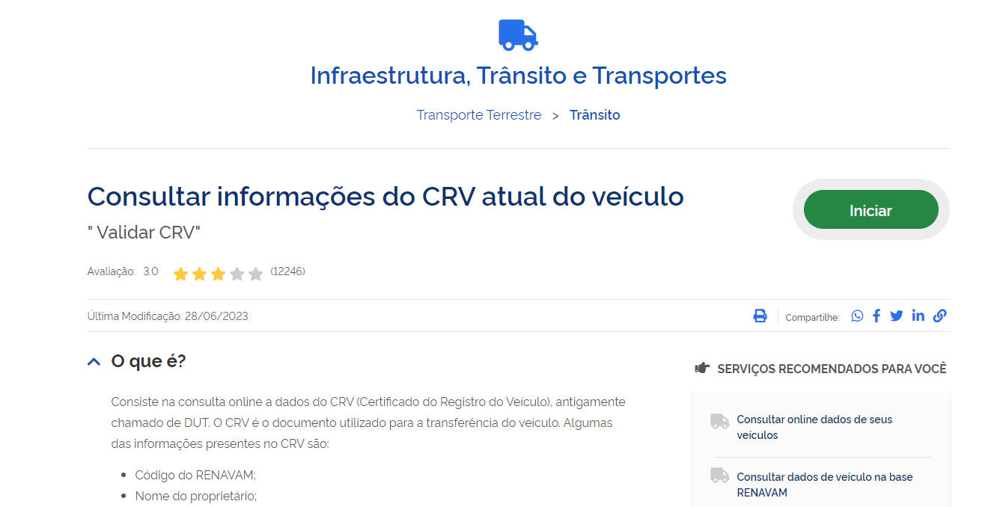 Infraestrutura, Trânsito e Transportes
Transporte Terrestre > Trânsito
Consultar informações do CRV atual do veículo
" Validar CRV"
Iniciar
Avaliação: 3.0 (12246)
Última Modificação: 28/06/2023
Compartilhe:
O que é?
Consiste na consulta online a dados do CRV (Certificado do Registro do Veículo), antigamente
chamado de DUT. O CRV é o documento utilizado para a transferência do veículo. Algumas
das informações presentes no CRV são:
• Código do RENAVAM;
• Nome do proprietário;
SERVIÇOS RECOMENDADOS PARA VOCÊ
Consultar online dados de seus
veículos
Consultar dados de veículo na base
RENAVAM